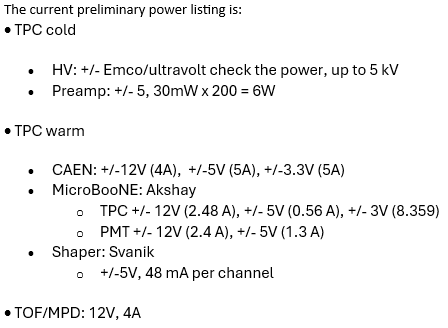 The current preliminary power listing is:
• TPC cold
• HV: +/- Emco/ultravolt check the power, up to 5 kV
• Preamp: +/- 5, 30mW x 200 = 6W
• TPC warm
• CAEN: +/-12V (4A), +/-5V (5A), +/-3.3V (5A)
• MicroBooNE: Akshay
o TPC +/- 12V (2.48 A), +/- 5V (0.56 A), +/- 3V (8.359)
o PMT +/- 12V (2.4 A), +/- 5V (1.3 A)
• Shaper: Svanik
o +/-5V, 48 mA per channel
• TOF/MPD: 12V, 4A